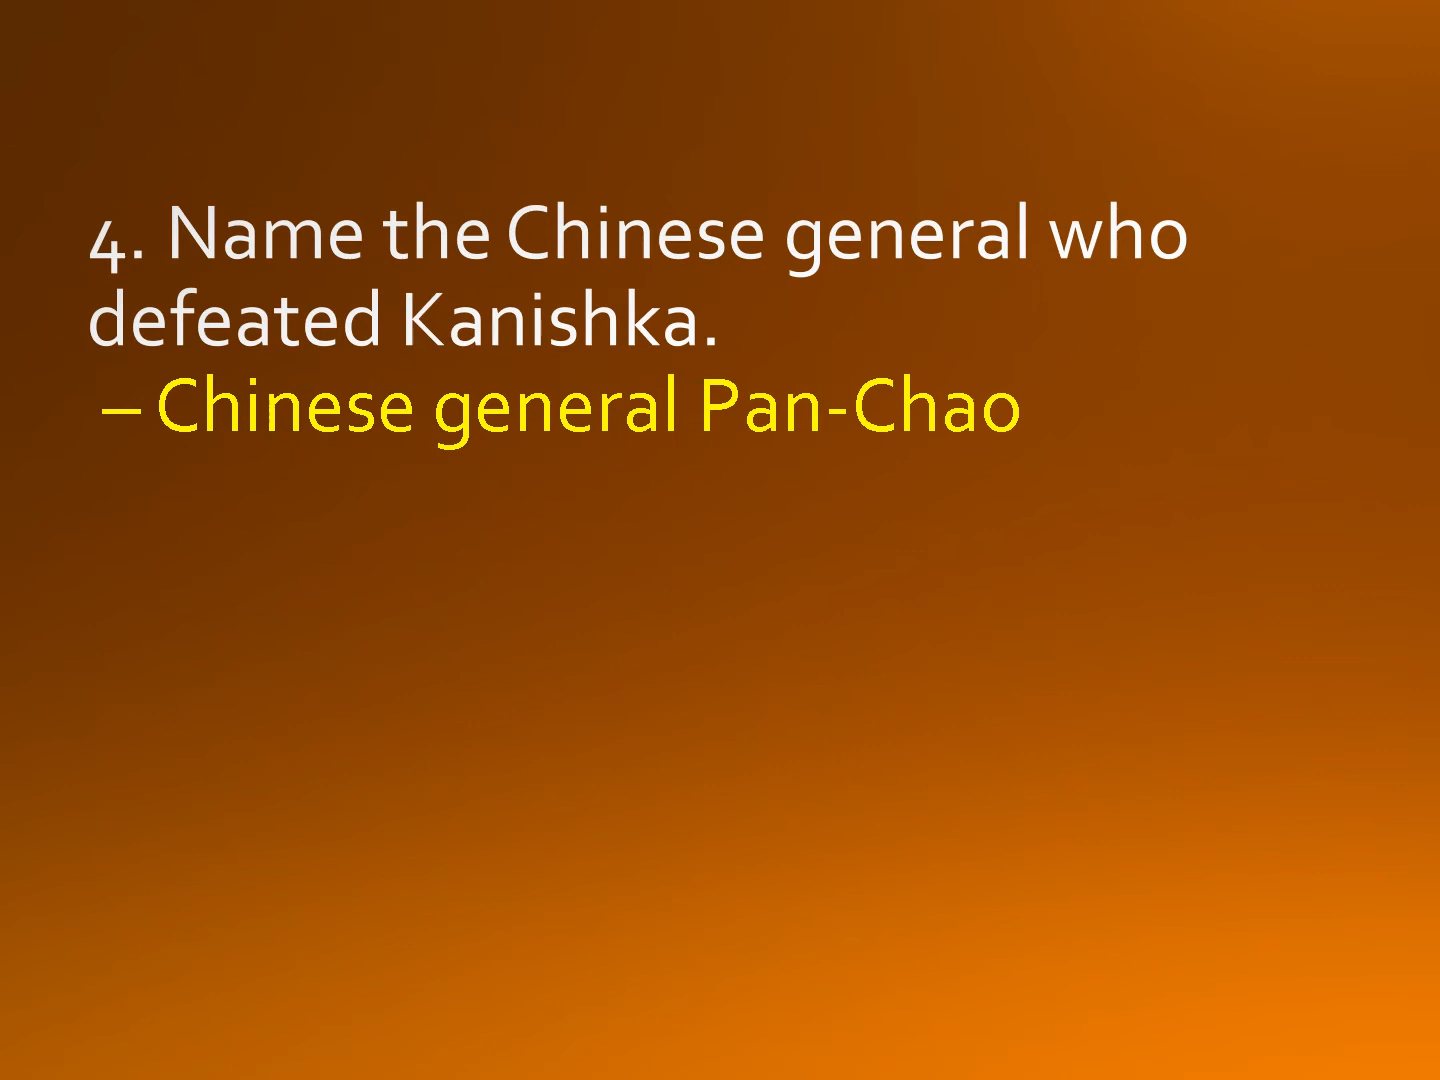 4. Name the Chinese general who
defeated Kanishka.
– Chinese general Pan-Chao